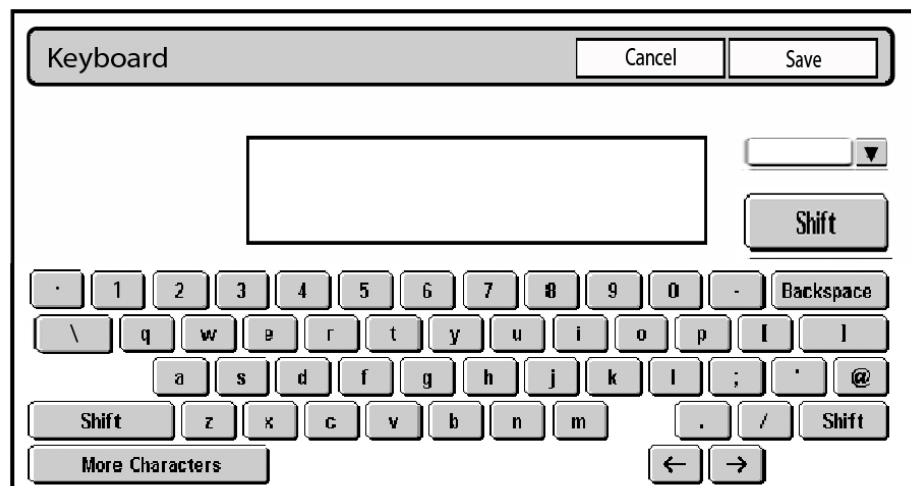 Keyboard Cancel Save
Shift
· 1 2 3 4 5 6 7 8 9 0 - Backspace
\ q w e r t y u i o p [ ]
a s d f g h j k l ; ' @
Shift z x c v b n m . / Shift
More Characters ← →